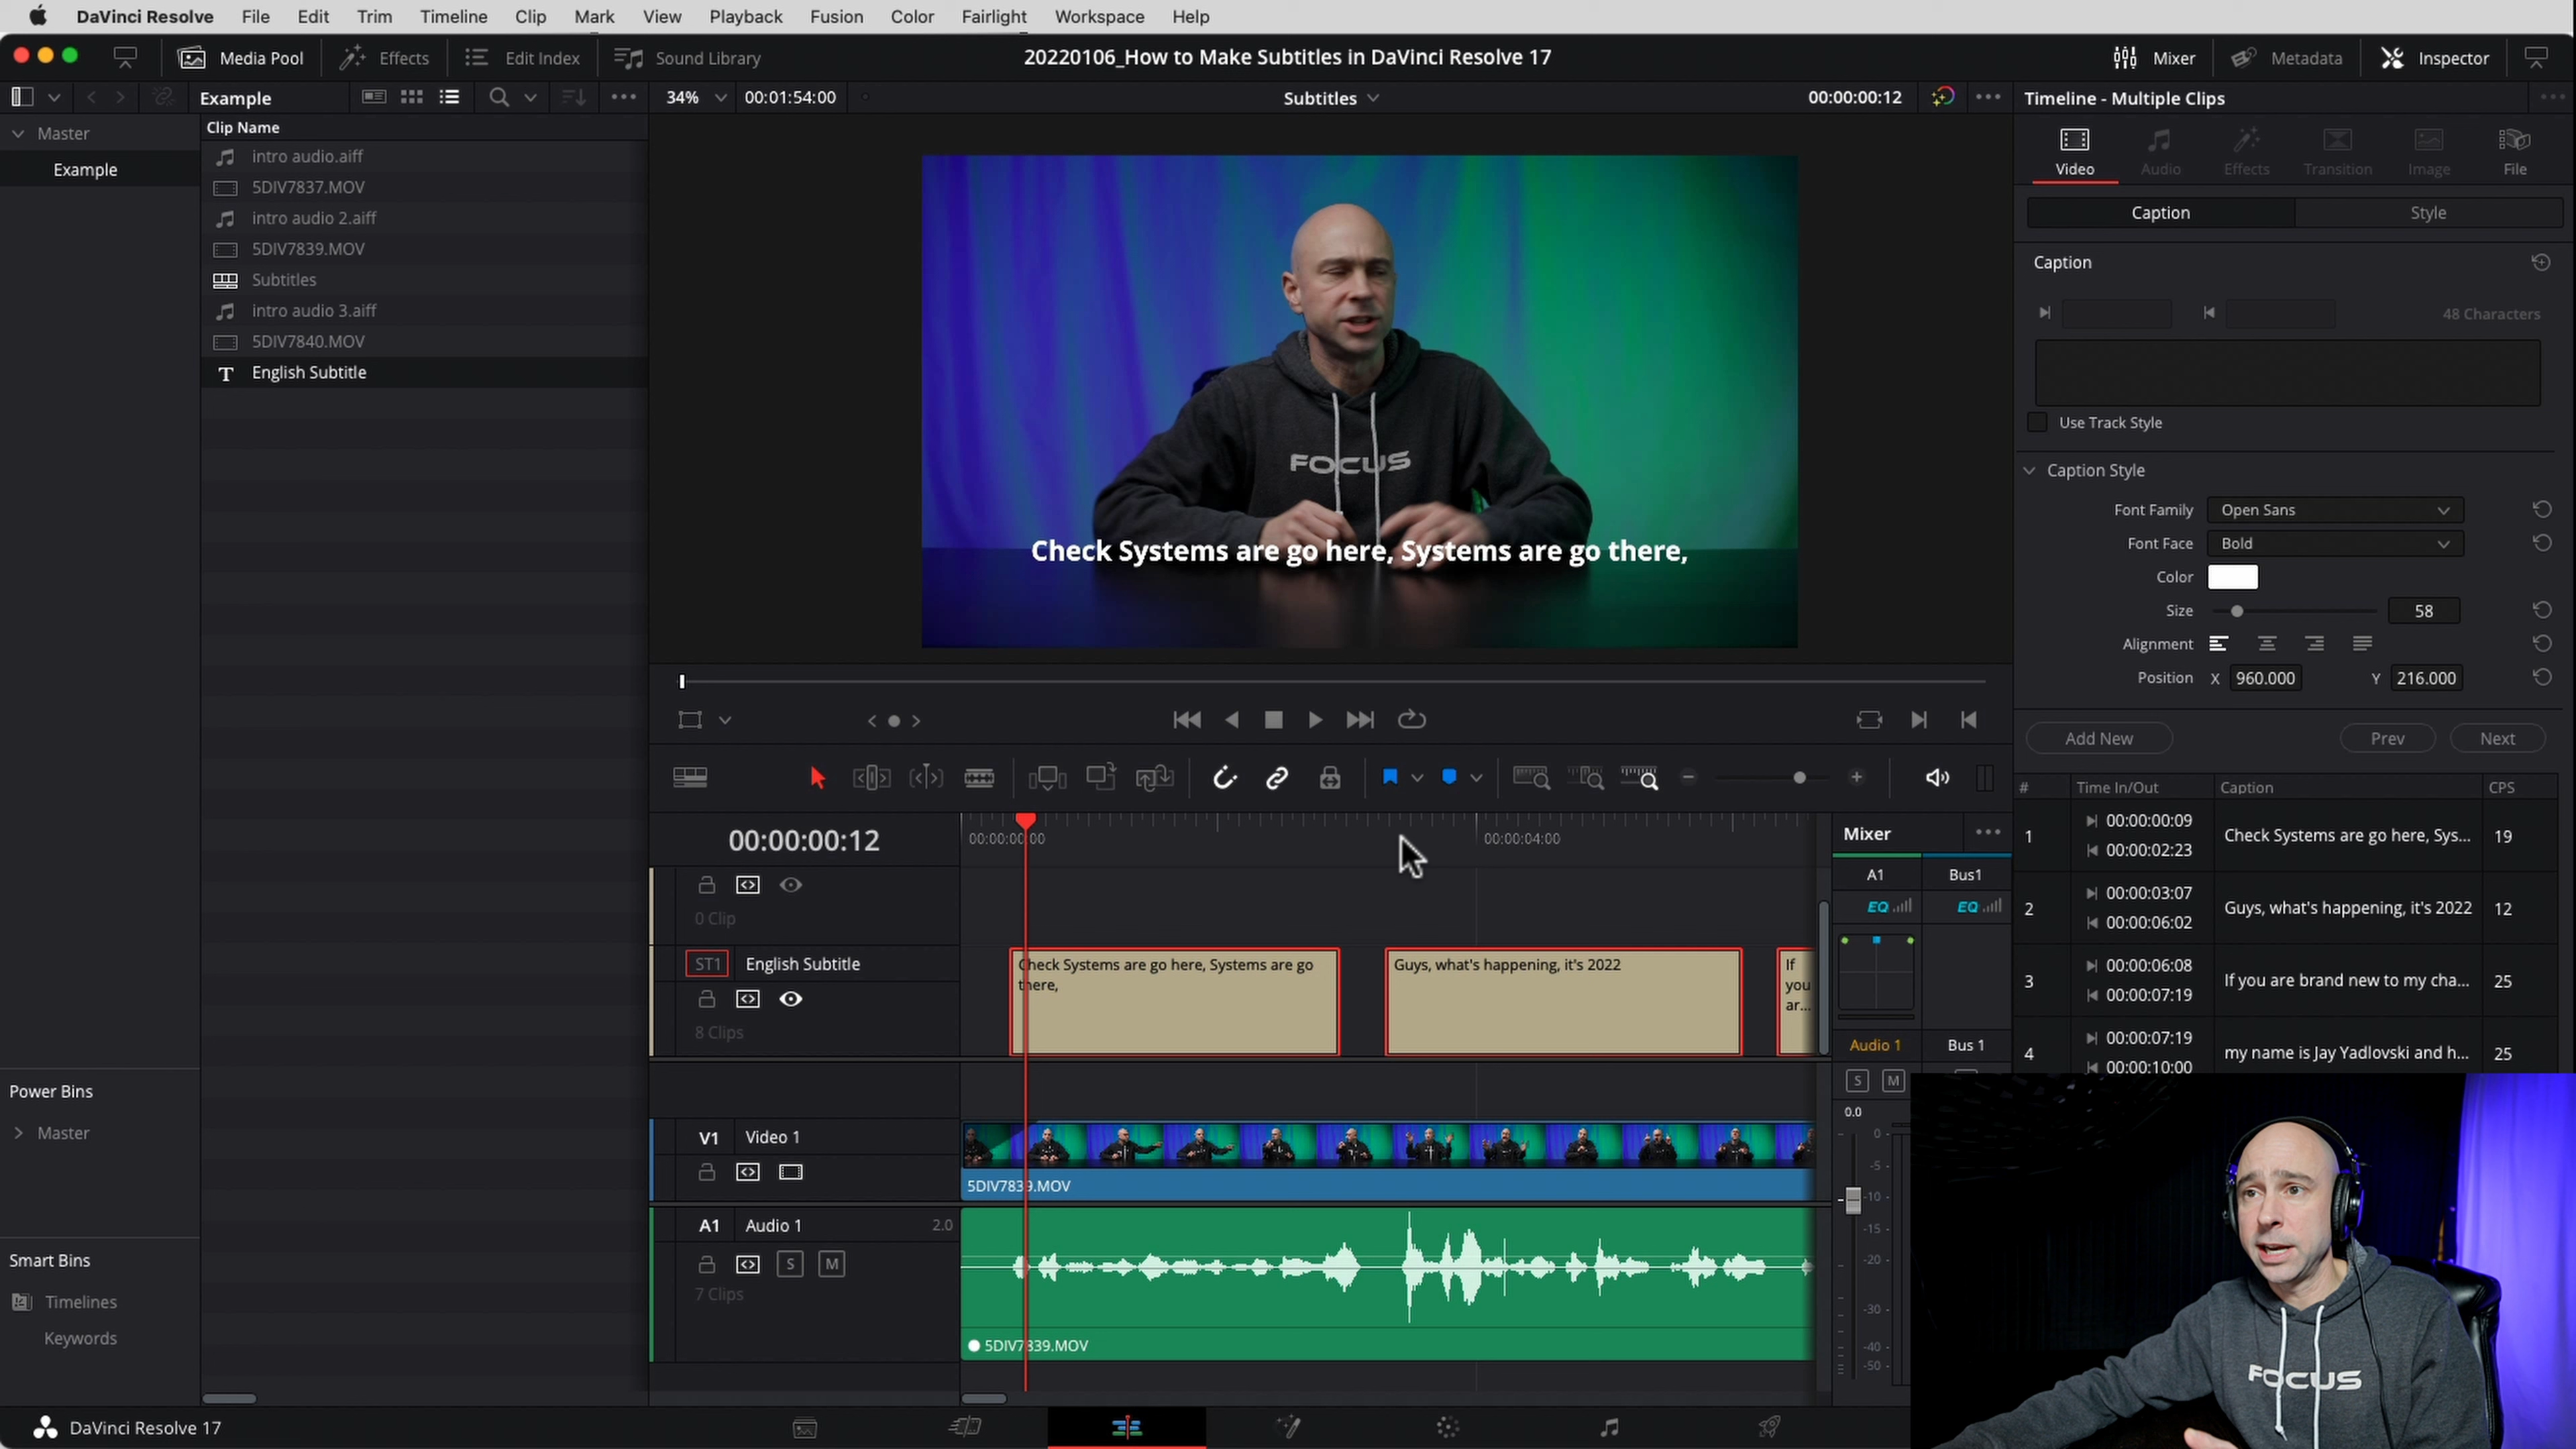 DaVinci Resolve File Edit Trim Timeline Clip Mark View Playback Fusion Color Fairlight Workspace Help
Media Pool Effects Edit Index Sound Library 20220106_How to Make Subtitles in DaVinci Resolve 17 Mixer Metadata Inspector
Example 34% 00:01:54:00 Subtitles 00:00:00:12 Timeline - Multiple Clips
Master
Example
Clip Name
intro audio.aiff
5DIV7837.MOV
intro audio 2.aiff
5DIV7839.MOV
Subtitles
intro audio 3.aiff
5DIV7840.MOV
T English Subtitle
FOCUS
Check Systems are go here, Systems are go there,
Video Audio Effects Transition Image File
Caption Style
Caption
48 Characters
Use Track Style
Caption Style
Font Family Open Sans
Font Face Bold
Color
Size 58
Alignment
Position X 960.000 Y 216.000
Add New Prev Next
# Time In/Out Caption CPS
1 00:00:00:09 00:00:02:23 Check Systems are go here, Sys... 19
2 00:00:03:07 00:00:06:02 Guys, what's happening, it's 2022 12
3 00:00:06:08 00:00:07:19 If you are brand new to my cha... 25
4 00:00:07:19 00:00:10:00 my name is Jay Yadlovski and h... 25
00:00:00:12 00:00:00:00 00:00:04:00
0 Clip
ST1 English Subtitle
8 Clips
Check Systems are go here, Systems are go
there,
Guys, what's happening, it's 2022
If
you
ar...
V1 Video 1
5DIV7839.MOV
A1 Audio 1 2.0
S M
7 Clips
5DIV7839.MOV
Mixer
A1 Bus1
EQ EQ
Audio 1 Bus 1
S M
0.0
0
-5
-10
-15
-20
-30
-40
-50
Power Bins
Master
Smart Bins
Timelines
Keywords
FOCUS
DaVinci Resolve 17